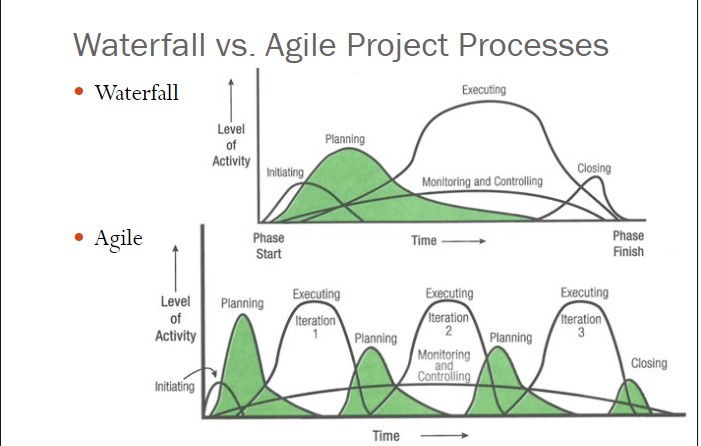 Waterfall vs. Agile Project Processes
• Waterfall
Level
of
Activity
Initiating
Planning
Executing
Monitoring and Controlling
Closing
Phase
Start
Time
Phase
Finish
• Agile
Level
of
Activity
Initiating
Planning
Executing
Iteration
1
Planning
Executing
Iteration
2
Monitoring
and
Controlling
Planning
Executing
Iteration
3
Closing
Time